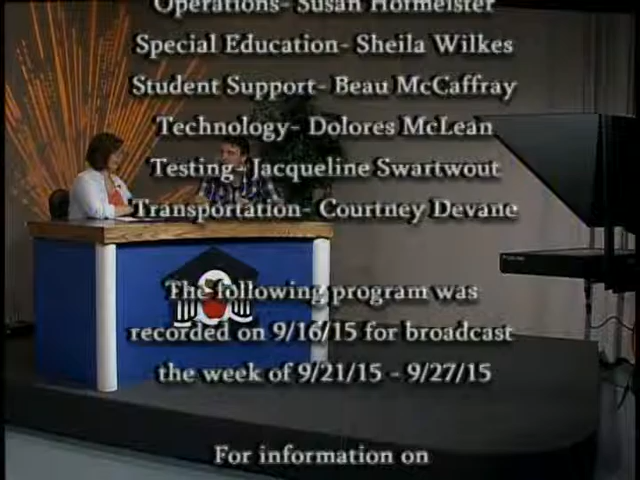 Operations- Susan Hofmeister
Special Education- Sheila Wilkes
Student Support- Beau McCaffray
Technology- Dolores McLean
Testing- Jacqueline Swartwout
Transportation- Courtney Devane
The following program was
recorded on 9/16/15 for broadcast
the week of 9/21/15 - 9/27/15
For information on